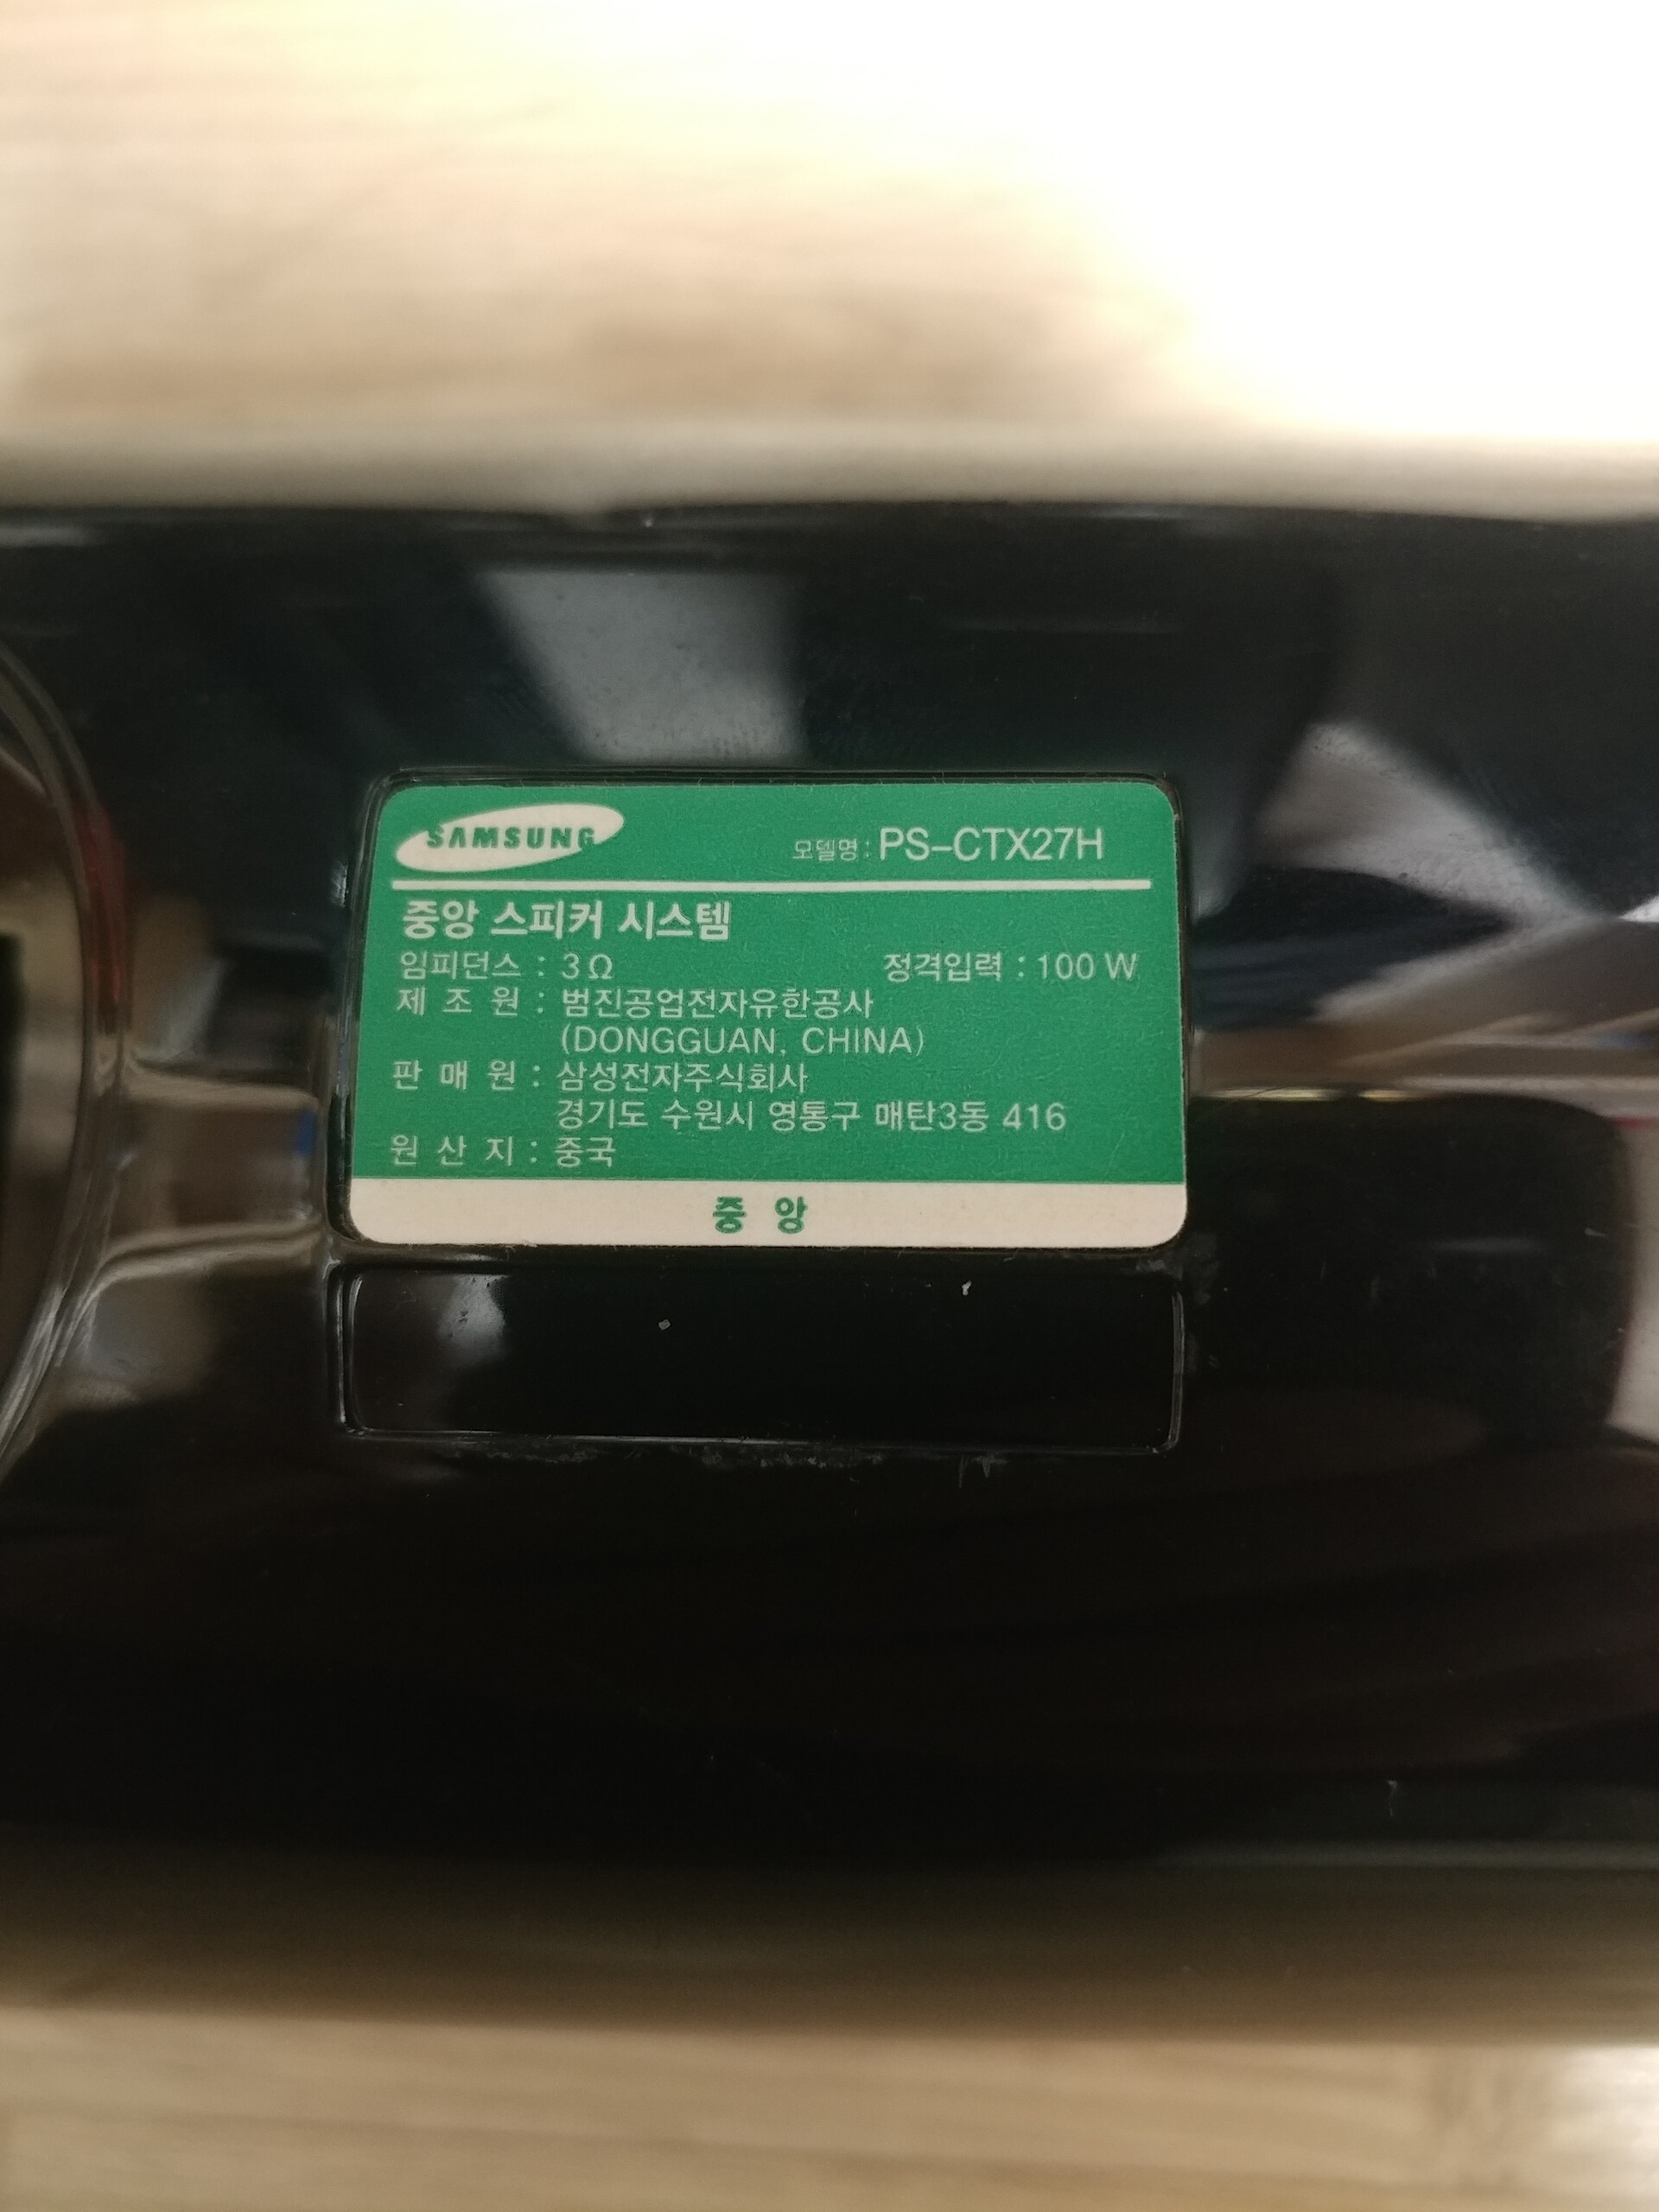 SAMSUNG 모델명: PS-CTX27H
중앙 스피커 시스템
임피던스 : 3Ω 정격입력 : 100 W
제 조 원 : 범진공업전자유한공사
(DONGGUAN, CHINA)
판 매 원 : 삼성전자주식회사
경기도 수원시 영통구 매탄3동 416
원 산 지 : 중국
중 앙